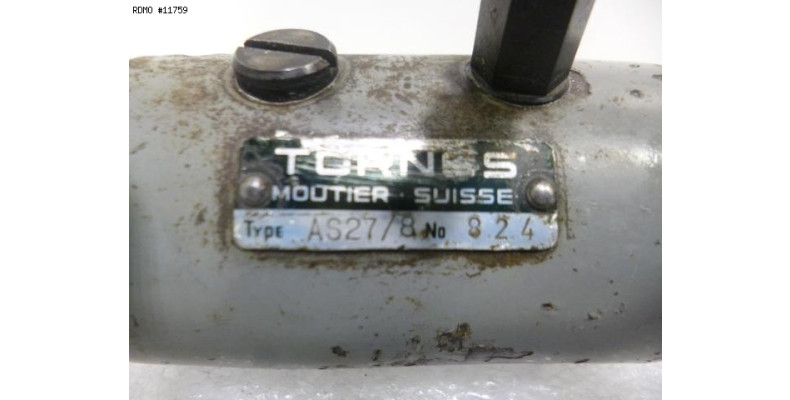 RDMO #11759
TORNOS
MOUTIER - SUISSE
TYPE AS27/8 No 824